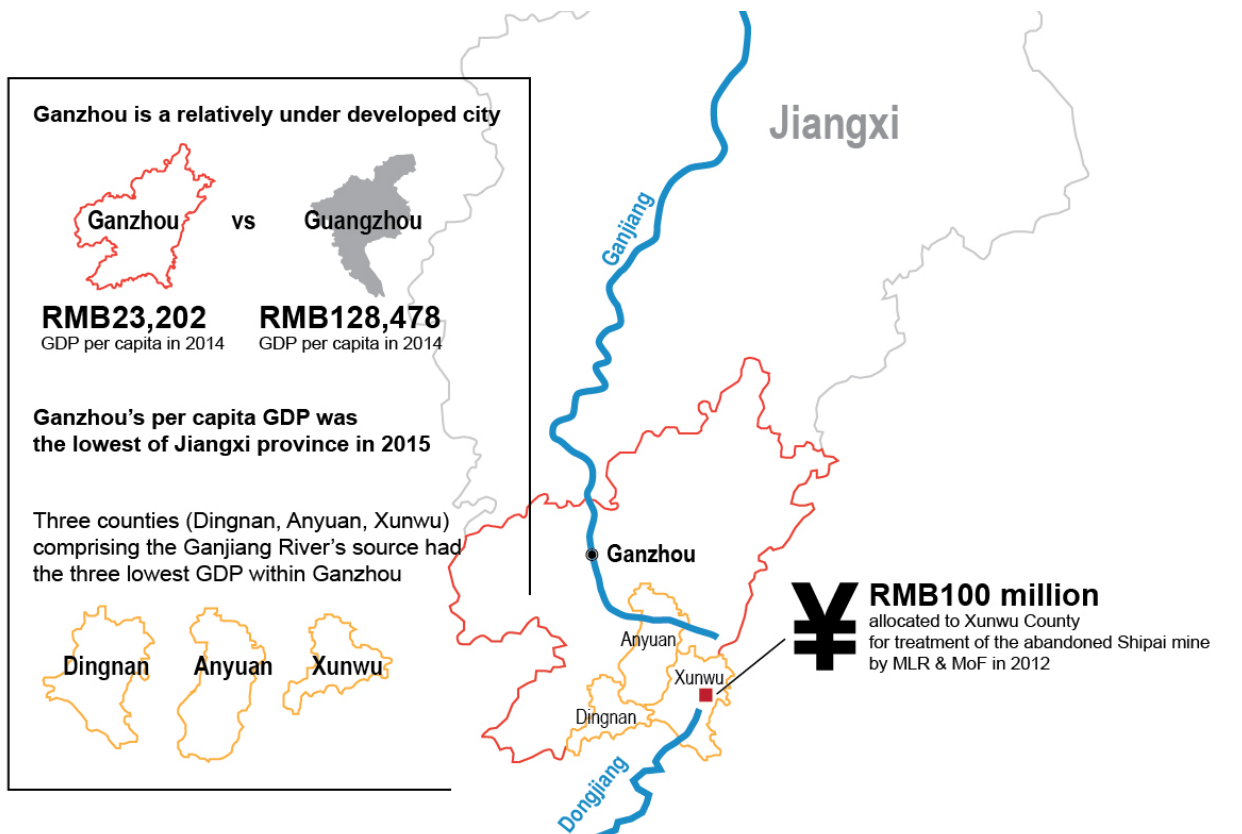 Ganzhou is a relatively under developed city
Ganzhou
vs
Guangzhou
RMB23,202
GDP per capita in 2014
RMB128,478
GDP per capita in 2014
Ganzhou’s per capita GDP was
the lowest of Jiangxi province in 2015
Three counties (Dingnan, Anyuan, Xunwu)
comprising the Ganjiang River’s source had
the three lowest GDP within Ganzhou
Dingnan
Anyuan
Xunwu
Jiangxi
Ganjiang
Ganzhou
Anyuan
Xunwu
Dingnan
Dongjiang
¥
RMB100 million
allocated to Xunwu County
for treatment of the abandoned Shipai mine
by MLR & MoF in 2012